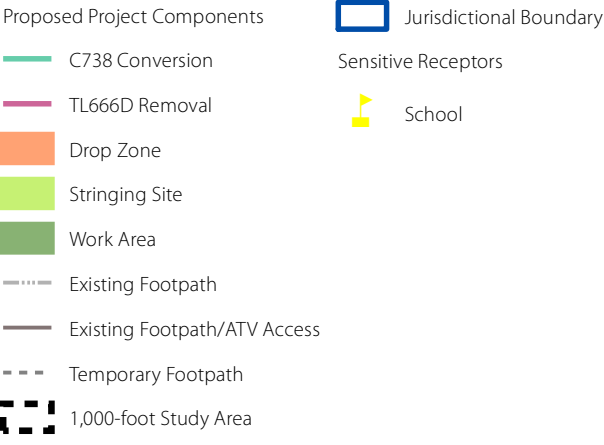 Proposed Project Components
C738 Conversion
TL666D Removal
Drop Zone
Stringing Site
Work Area
Existing Footpath
Existing Footpath/ATV Access
Temporary Footpath
1,000-foot Study Area
Jurisdictional Boundary
Sensitive Receptors
School